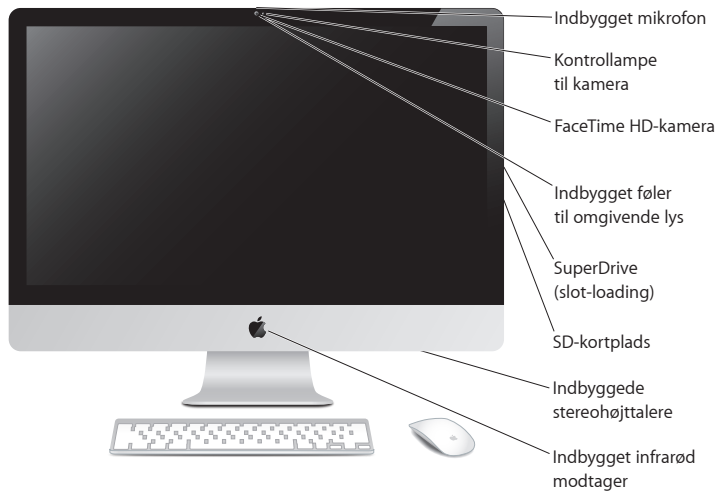 Indbygget mikrofon
Kontrollampe
til kamera
FaceTime HD-kamera
Indbygget føler
til omgivende lys
SuperDrive
(slot-loading)
SD-kortplads
Indbyggede
stereohøjttalere
Indbygget infrarød
modtager